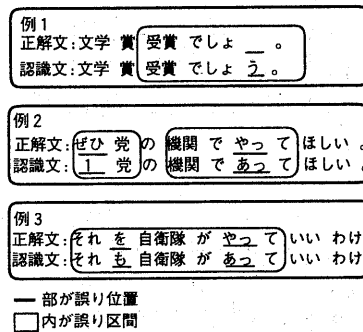 例1
正解文:文学 賞 受賞 でしょ _ 。
認識文:文学 賞 受賞 でしょ う 。
例2
正解文:ぜひ 党 の 機関 で やっ て ほしい 。
認識文:1 党 の 機関 で あっ て ほしい 。
例3
正解文:それ を 自衛隊 が やっ て いい わけ
認識文:それ も 自衛隊 が あっ て いい わけ
― 部が誤り位置
□内が誤り区間